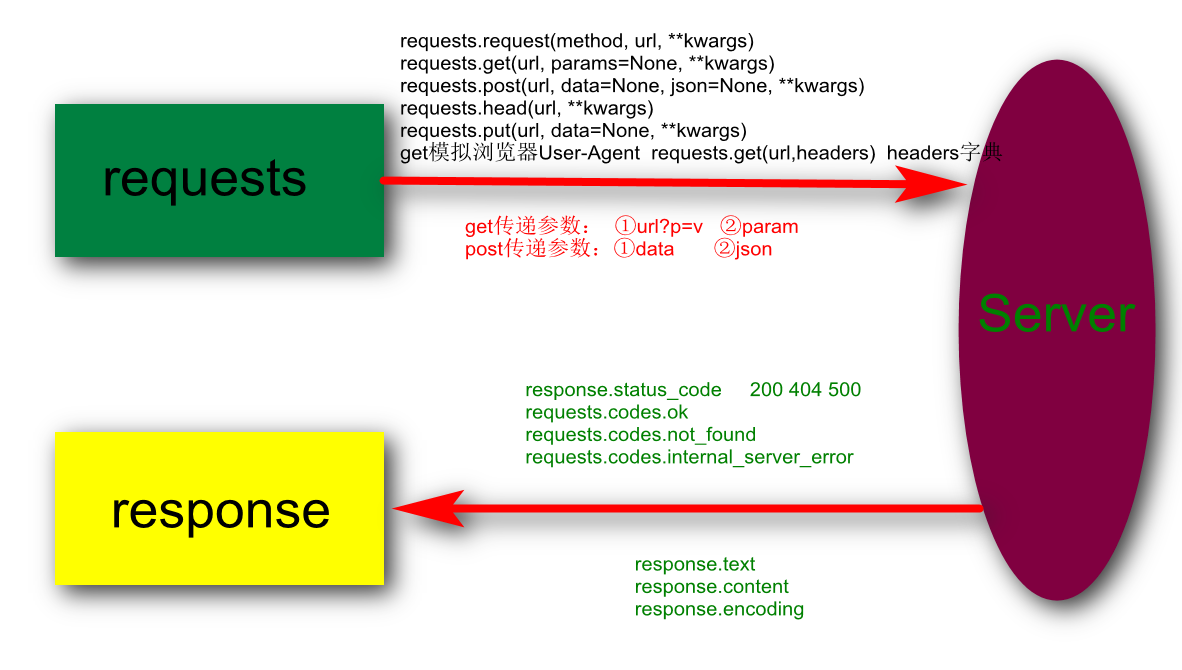 requests.request(method, url, **kwargs)
requests.get(url, params=None, **kwargs)
requests.post(url, data=None, json=None, **kwargs)
requests.head(url, **kwargs)
requests.put(url, data=None, **kwargs)
get模拟浏览器User-Agent requests.get(url,headers) headers字典
requests
get传递参数： ①url?p=v ②param
post传递参数：①data ②json
Server
response.status_code 200 404 500
requests.codes.ok
requests.codes.not_found
requests.codes.internal_server_error
response
response.text
response.content
response.encoding